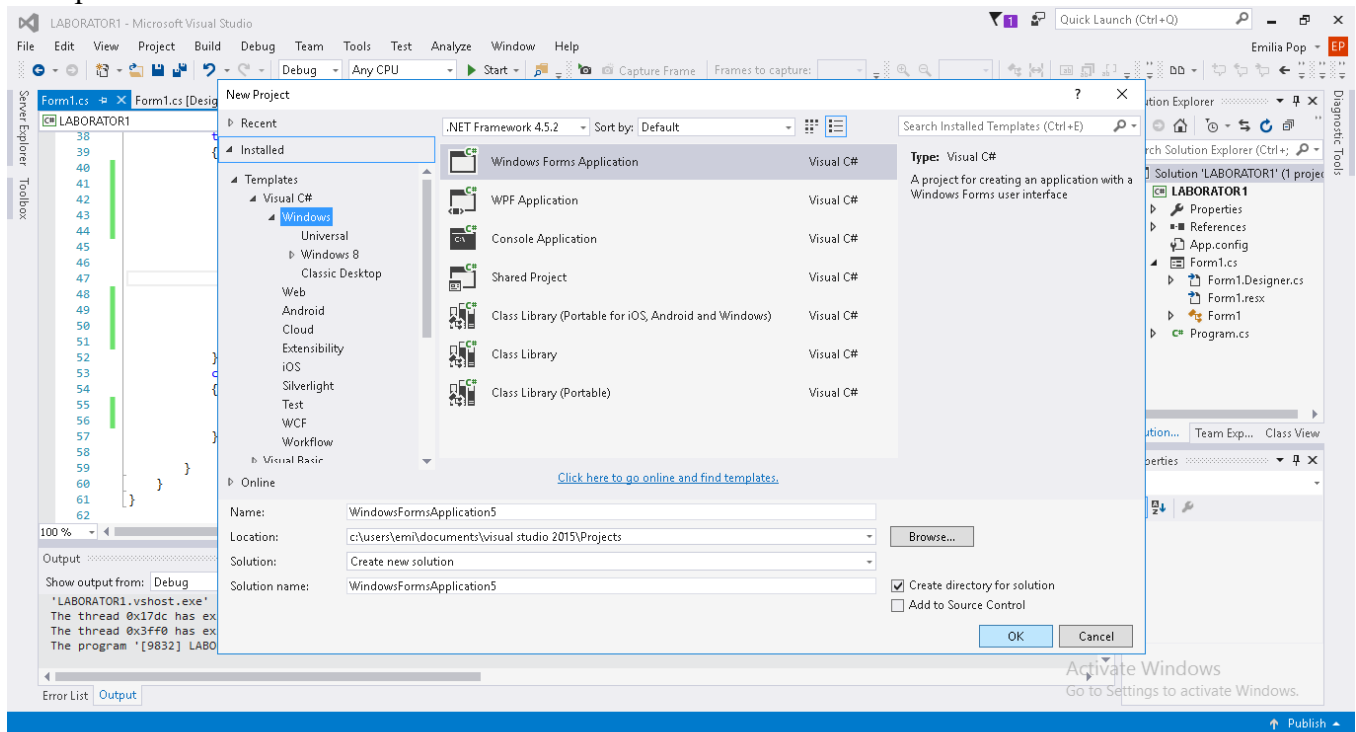 LABORATOR1 - Microsoft Visual Studio
1
Quick Launch (Ctrl+Q)
File Edit View Project Build Debug Team Tools Test Analyze Window Help
Emilia Pop EP
Debug Any CPU Start Capture Frame Frames to capture:
Server Explorer
Toolbox
Form1.cs Form1.cs [Desig
LABORATOR1
38
39
40
41
42
43
44
45
46
47
48
49
50
51
52 }
53
54 {
55
56
57 }
58
59 }
60 }
61 }
62
100 %
New Project ? X
Recent
Installed
Templates
Visual C#
Windows
Universal
Windows 8
Classic Desktop
Web
Android
Cloud
Extensibility
iOS
Silverlight
Test
WCF
Workflow
Visual Basic
Online
.NET Framework 4.5.2 Sort by: Default
Search Installed Templates (Ctrl+E)
Windows Forms Application Visual C#
WPF Application Visual C#
Console Application Visual C#
Shared Project Visual C#
Class Library (Portable for iOS, Android and Windows) Visual C#
Class Library Visual C#
Class Library (Portable) Visual C#
Click here to go online and find templates.
Type: Visual C#
A project for creating an application with a
Windows Forms user interface
Name: WindowsFormsApplication5
Location: c:\users\emi\documents\visual studio 2015\Projects
Browse...
Solution: Create new solution
Solution name: WindowsFormsApplication5
Create directory for solution
Add to Source Control
OK Cancel
ution Explorer
rch Solution Explorer (Ctrl+;
Solution 'LABORATOR1' (1 projec
LABORATOR1
Properties
References
App.config
Form1.cs
Form1.Designer.cs
Form1.resx
Form1
Program.cs
ution... Team Exp... Class View
perties
Diagnostic Tools
Output
Show output from: Debug
'LABORATOR1.vshost.exe'
The thread 0x17dc has ex
The thread 0x3ff0 has ex
The program '[9832] LABO
Error List Output
Activate Windows
Go to Settings to activate Windows.
Publish